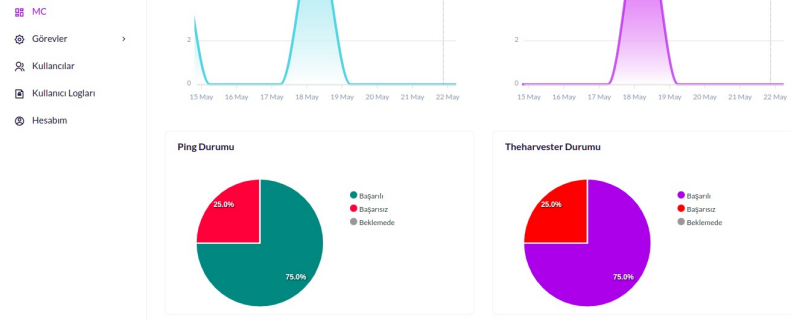 MC
Görevler
Kullanıcılar
Kullanıcı Logları
Hesabım
2
0
15 May 16 May 17 May 18 May 19 May 20 May 21 May 22 May
2
0
15 May 16 May 17 May 18 May 19 May 20 May 21 May 22 May
Ping Durumu
25.0%
75.0%
Başarılı
Başarısız
Beklemede
Theharvester Durumu
25.0%
75.0%
Başarılı
Başarısız
Beklemede